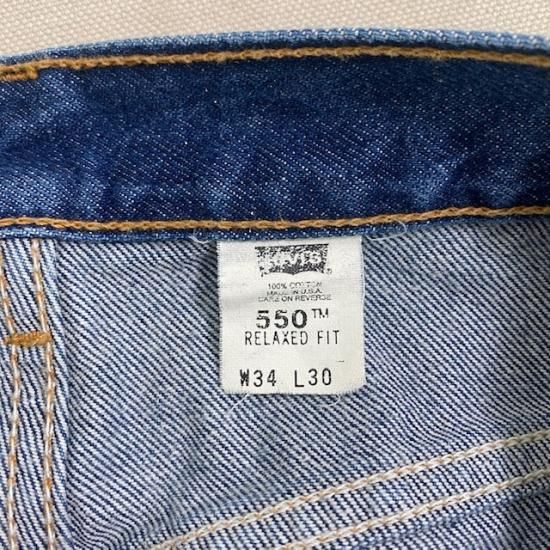 Levi's
100% COTTON
MADE IN U.S.A.
CARE ON REVERSE
550™
RELAXED FIT
W34 L30